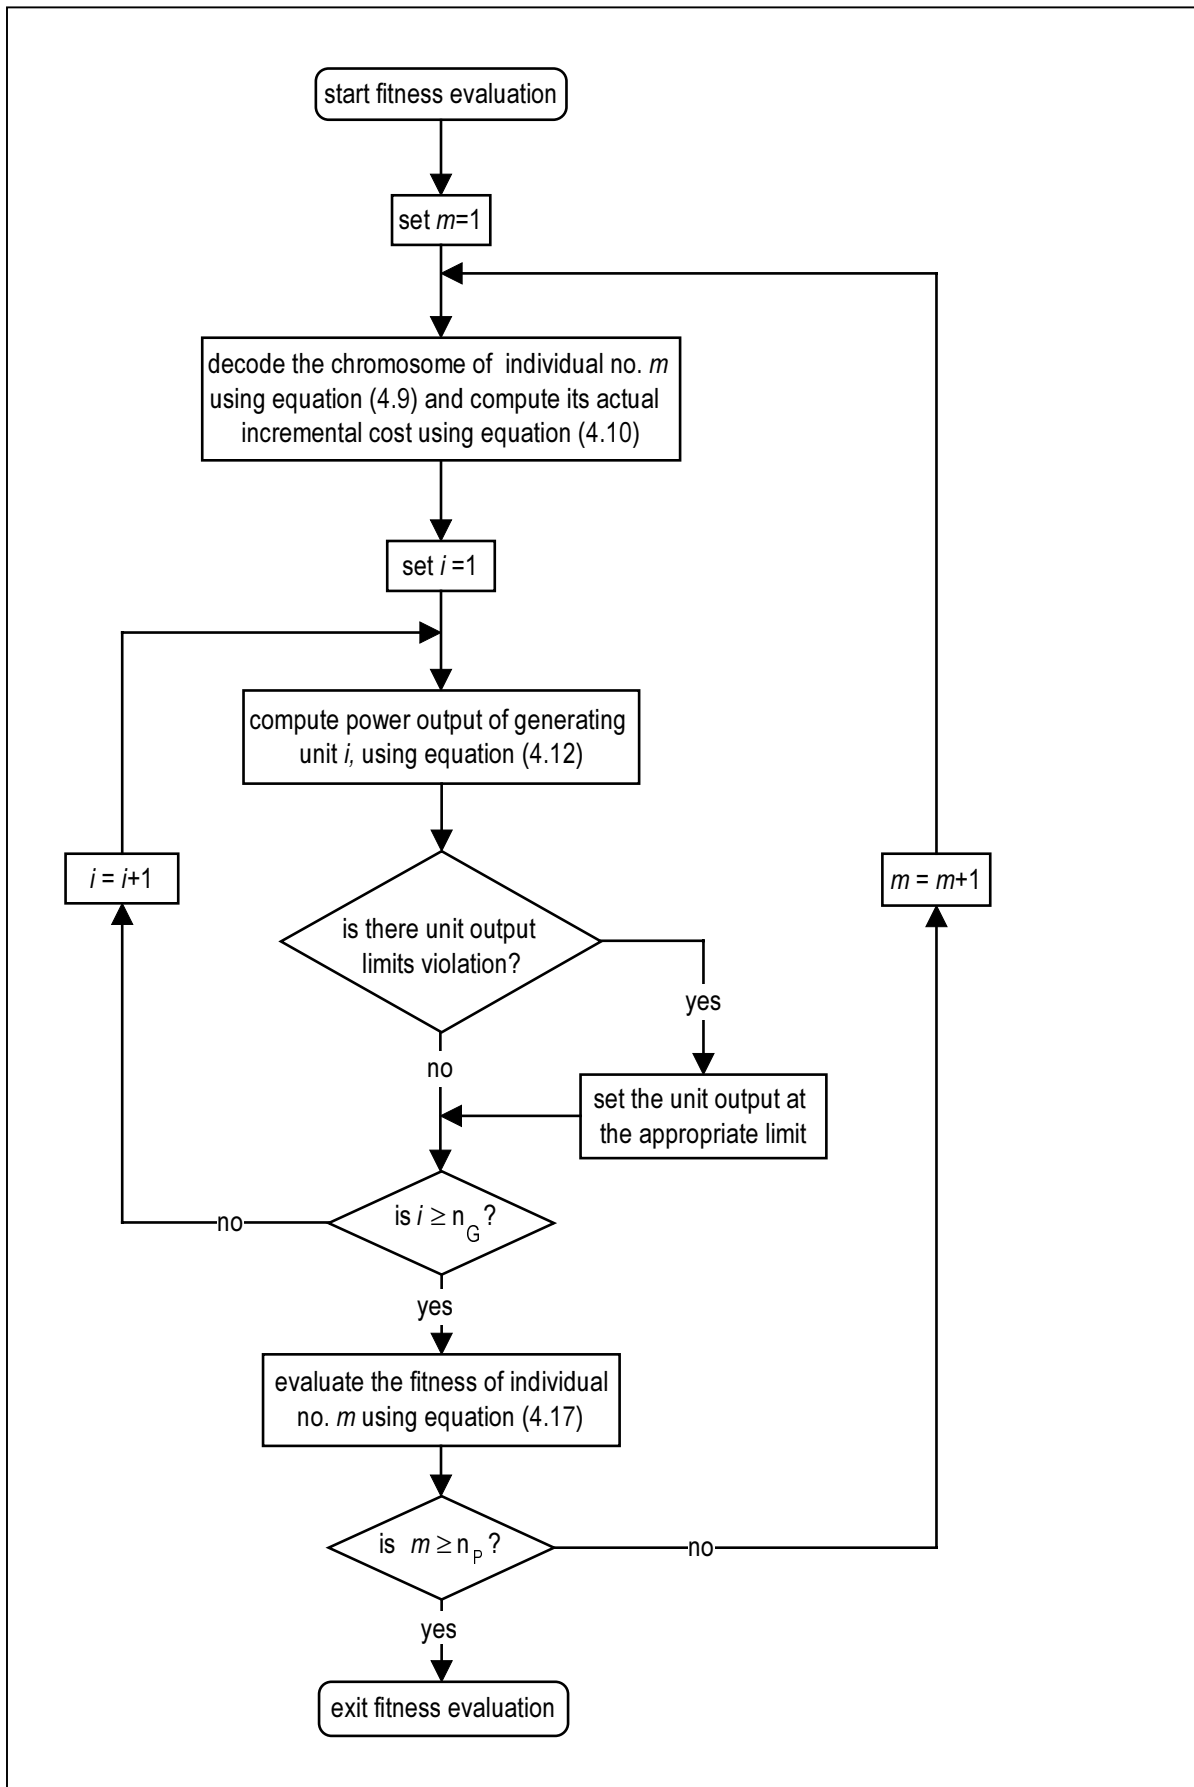 start fitness evaluation
set m=1
decode the chromosome of individual no. m
using equation (4.9) and compute its actual
incremental cost using equation (4.10)
set i =1
compute power output of generating
unit i, using equation (4.12)
i = i+1
m = m+1
is there unit output
limits violation?
yes
no
set the unit output at
the appropriate limit
is i ≥ n_G ?
no
yes
evaluate the fitness of individual
no. m using equation (4.17)
is m ≥ n_P ?
no
yes
exit fitness evaluation